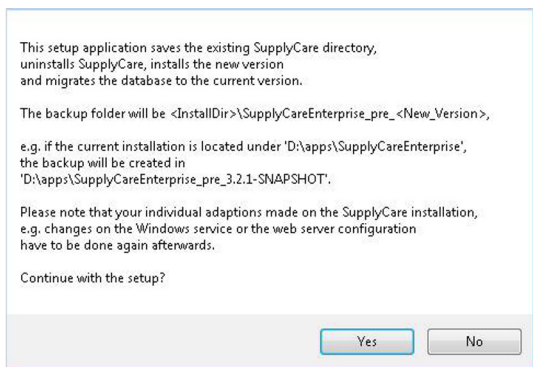 This setup application saves the existing SupplyCare directory,
uninstalls SupplyCare, installs the new version
and migrates the database to the current version.
The backup folder will be <InstallDir>\SupplyCareEnterprise_pre_<New_Version>,
e.g. if the current installation is located under 'D:\apps\SupplyCareEnterprise',
the backup will be created in
'D:\apps\SupplyCareEnterprise_pre_3.2.1-SNAPSHOT'.
Please note that your individual adaptions made on the SupplyCare installation,
e.g. changes on the Windows service or the web server configuration
have to be done again afterwards.
Continue with the setup?
Yes
No